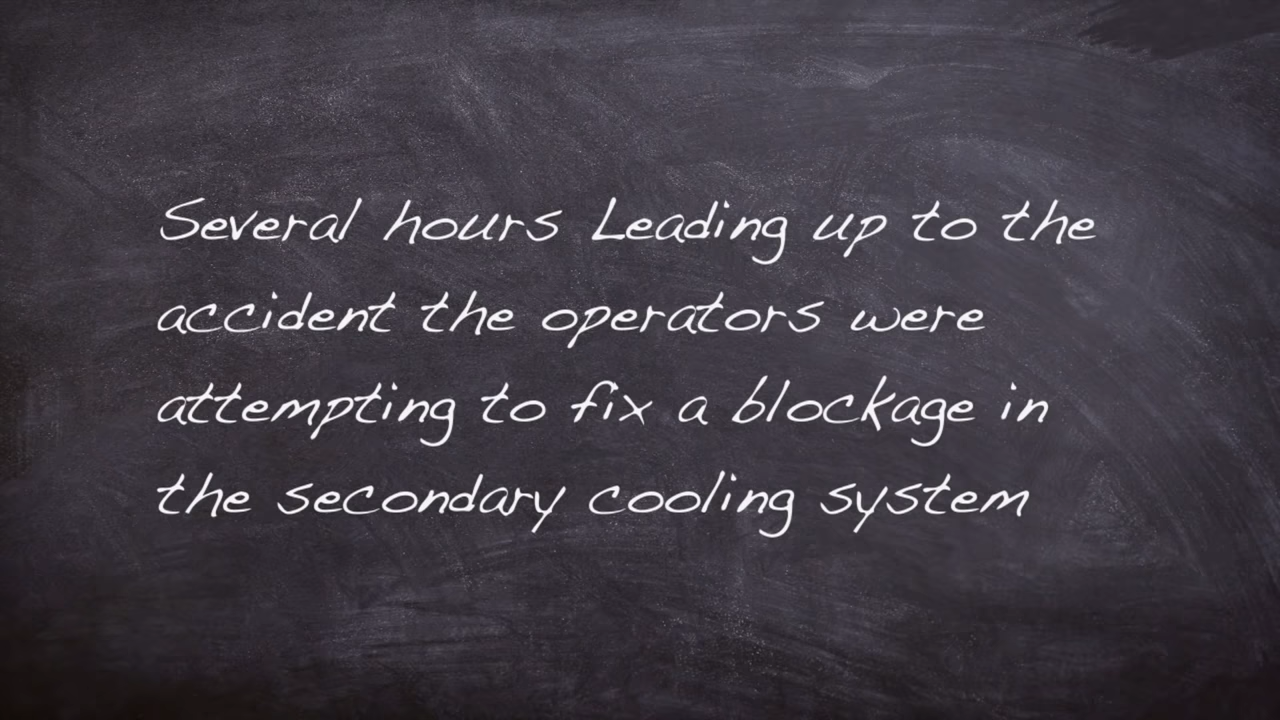 Several hours Leading up to the
accident the operators were
attempting to fix a blockage in
the secondary cooling system